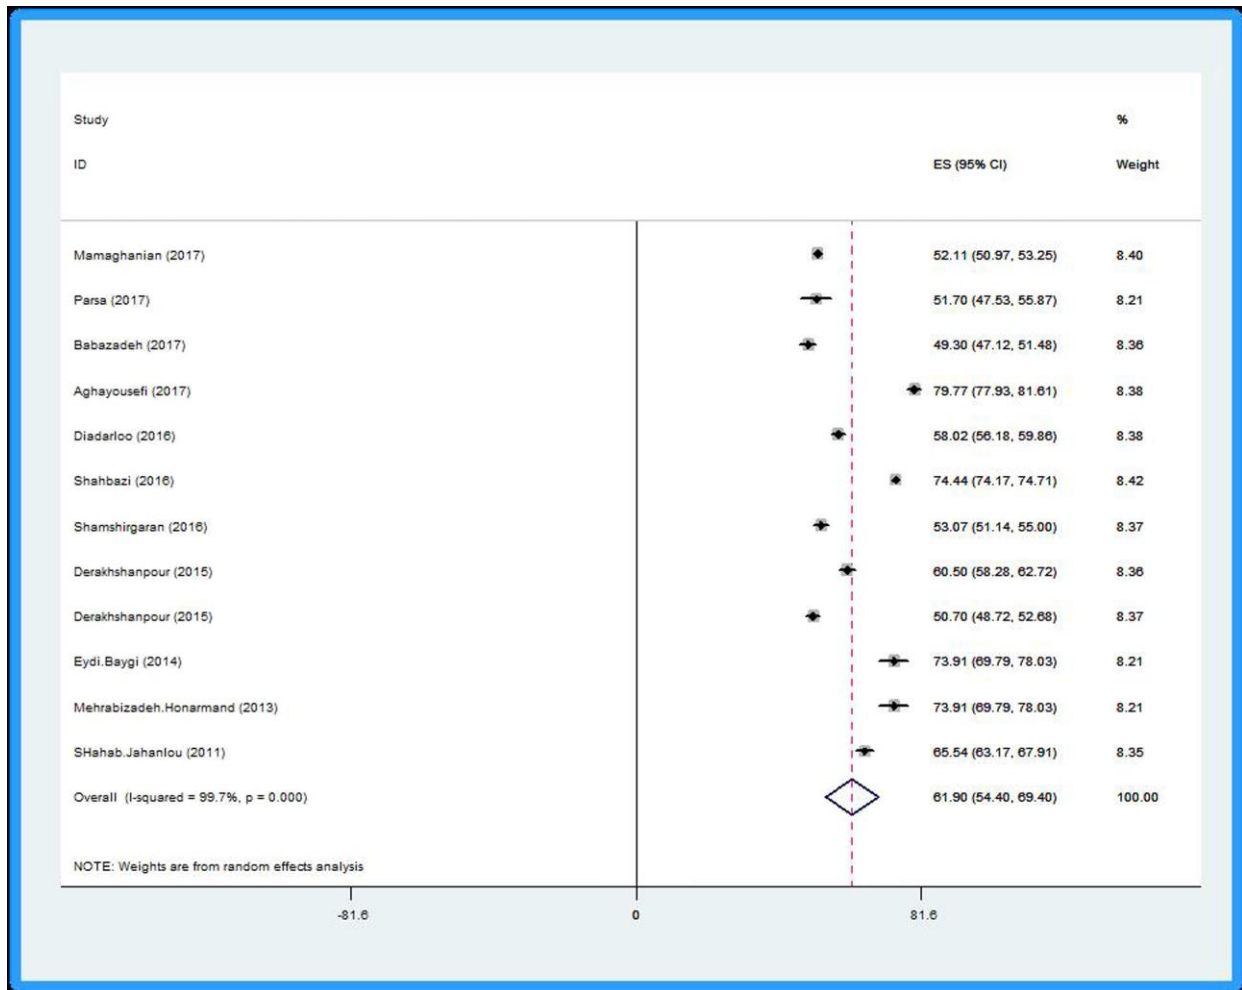 Study %
ID ES (95% CI) Weight
Mamaghanian (2017) 52.11 (50.97, 53.25) 8.40
Parsa (2017) 51.70 (47.53, 55.87) 8.21
Babazadeh (2017) 49.30 (47.12, 51.48) 8.36
Aghayousefi (2017) 79.77 (77.93, 81.61) 8.38
Diadarloo (2016) 58.02 (56.18, 59.86) 8.38
Shahbazi (2016) 74.44 (74.17, 74.71) 8.42
Shamshirgaran (2016) 53.07 (51.14, 55.00) 8.37
Derakhshanpour (2015) 60.50 (58.28, 62.72) 8.36
Derakhshanpour (2015) 50.70 (48.72, 52.68) 8.37
Eydi.Baygi (2014) 73.91 (69.79, 78.03) 8.21
Mehrabizadeh.Honarmand (2013) 73.91 (69.79, 78.03) 8.21
SHahab.Jahanlou (2011) 65.54 (63.17, 67.91) 8.35
Overall (I-squared = 99.7%, p = 0.000) 61.90 (54.40, 69.40) 100.00
NOTE: Weights are from random effects analysis
-81.6 0 81.6